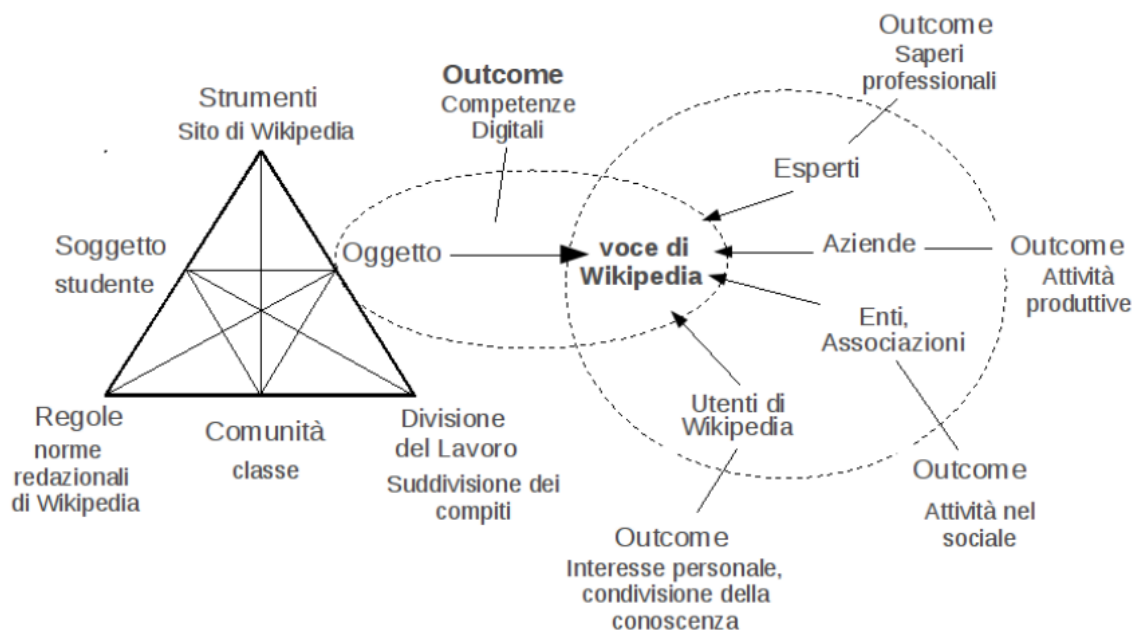 Strumenti
Sito di Wikipedia
Outcome
Competenze
Digitali
Outcome
Saperi
professionali
Esperti
Soggetto
studente
Oggetto
voce di
Wikipedia
Aziende
Outcome
Attività
produttive
Enti,
Associazioni
Utenti di
Wikipedia
Regole
norme
redazionali
di Wikipedia
Comunità
classe
Divisione
del Lavoro
Suddivisione dei
compiti
Outcome
Attività nel
sociale
Outcome
Interesse personale,
condivisione della
conoscenza